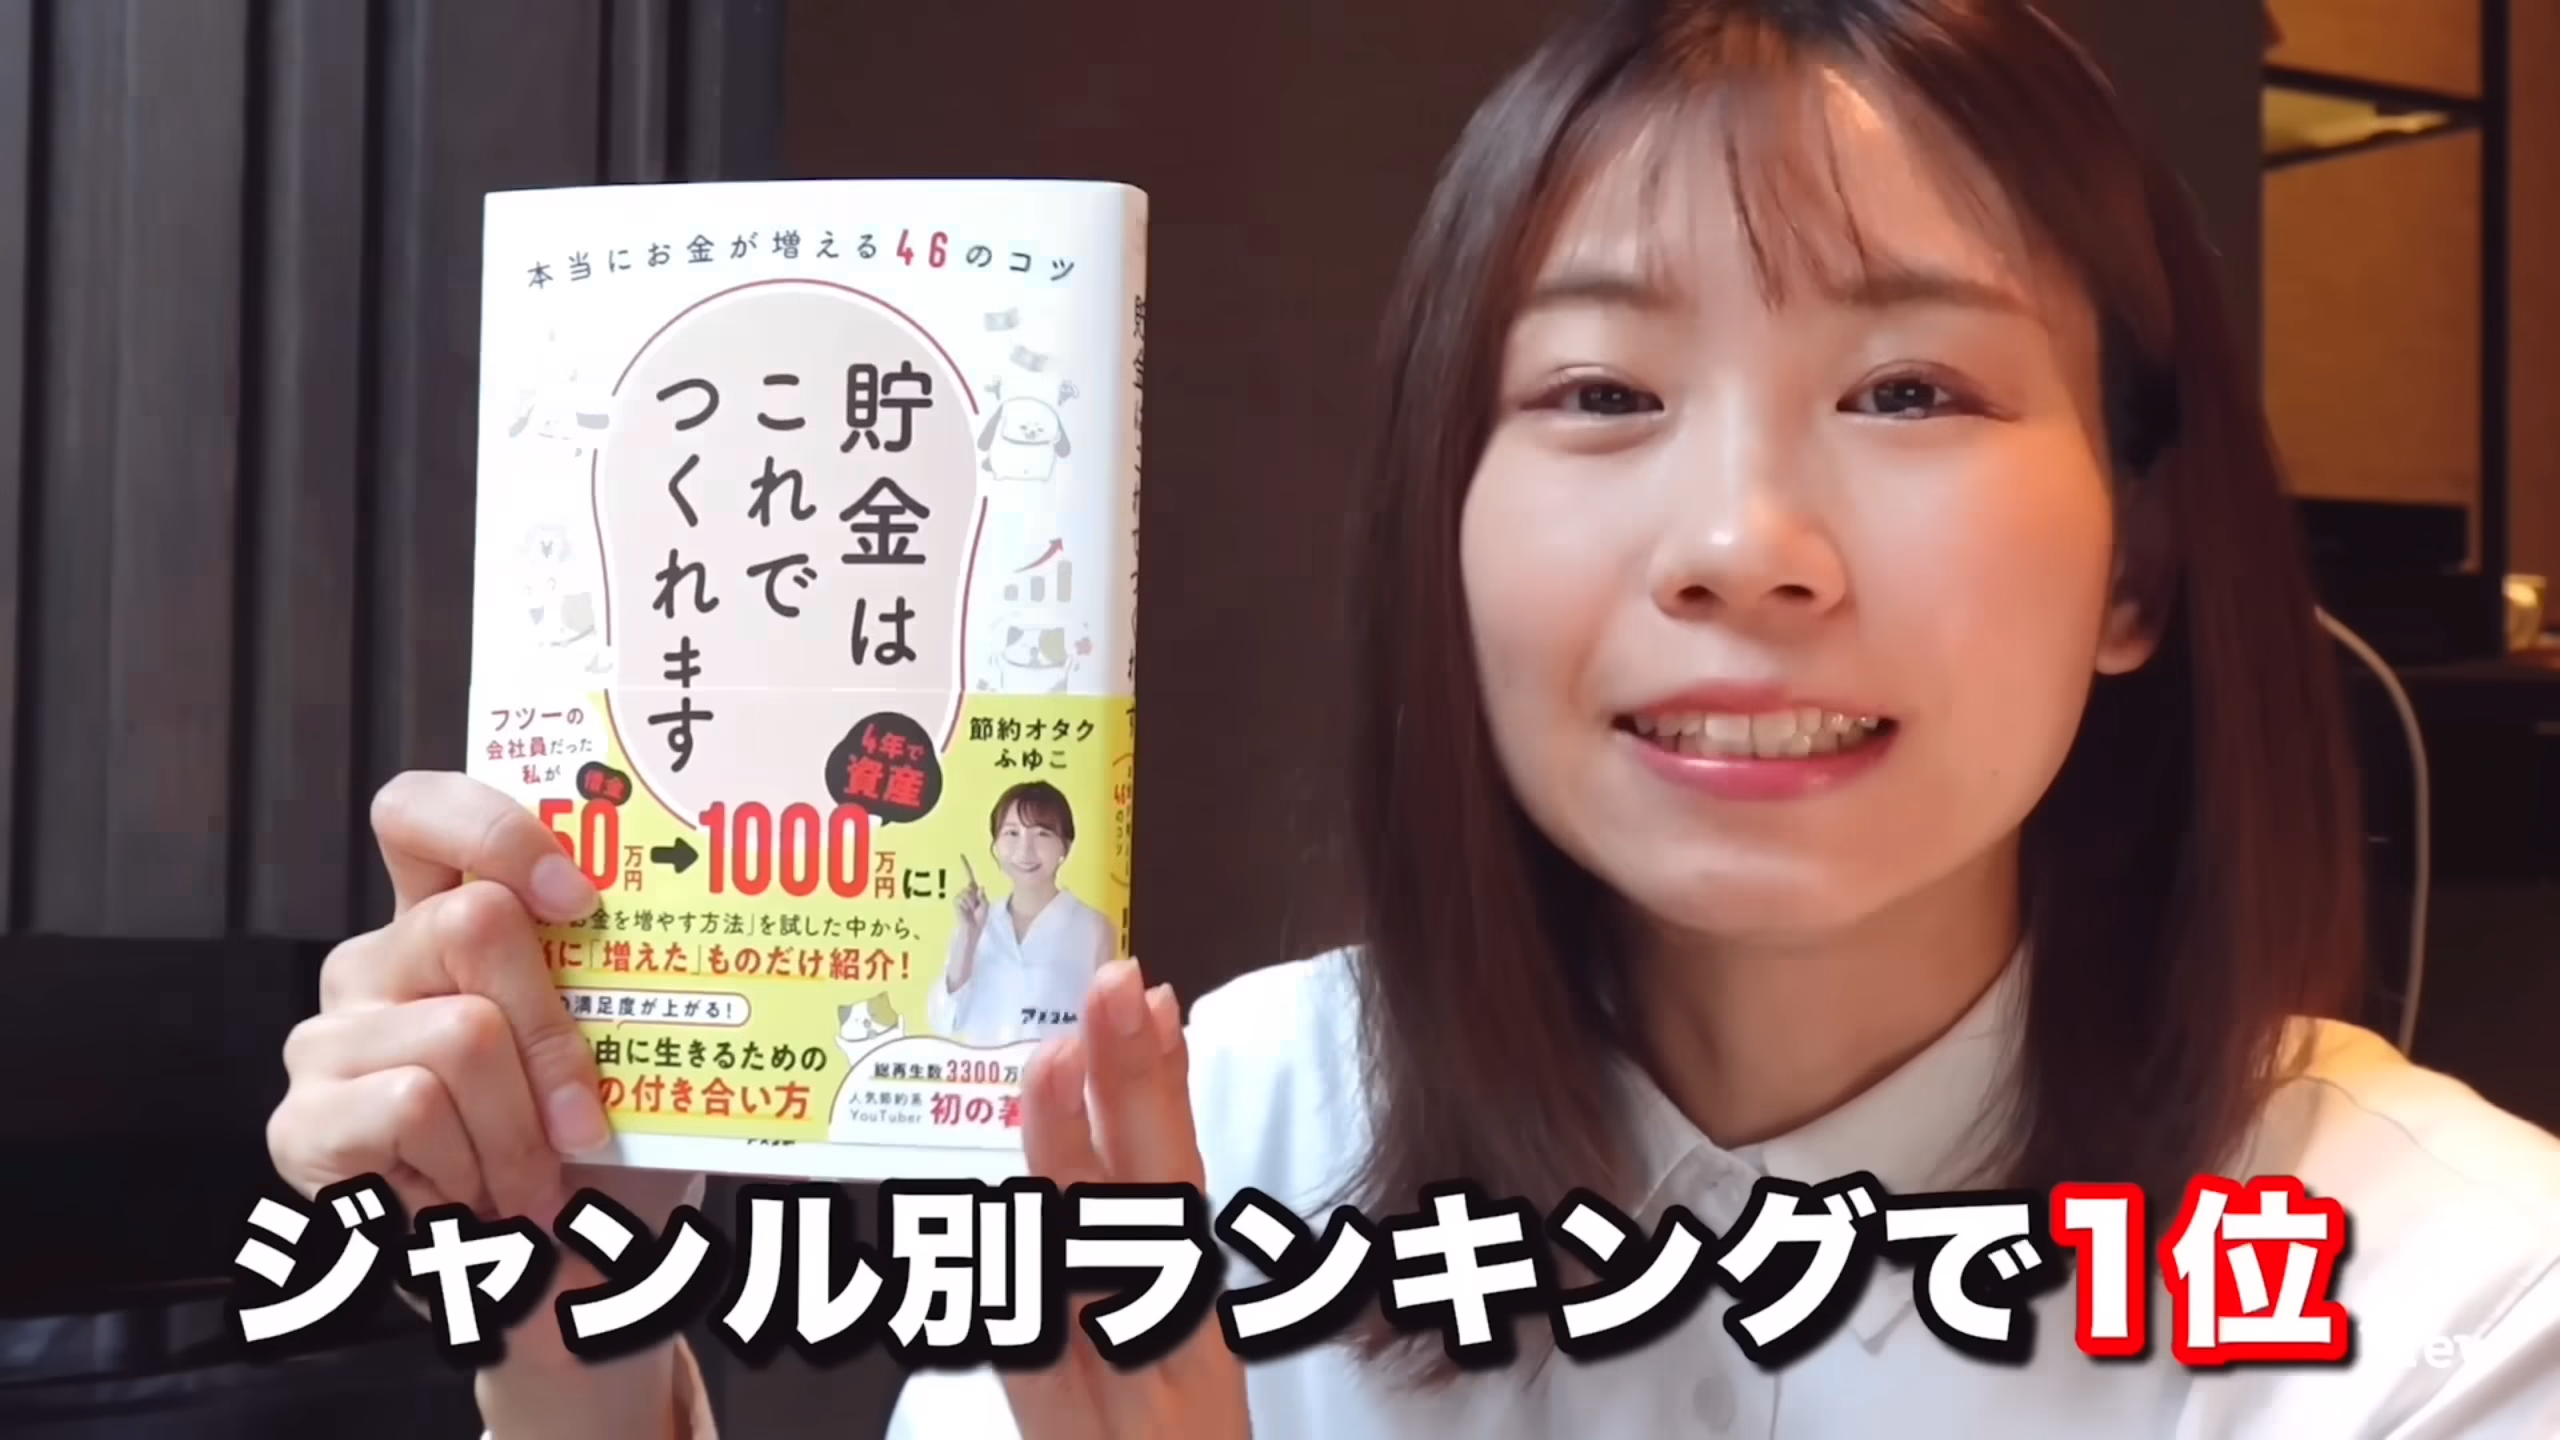 本当にお金が増える46のコツ
貯金は
これで
つくれます
フツーの
会社員だった
私が
借金
50万円→1000万円に!
4年で
資産
節約オタク
ふゆこ
お金を増やす方法」を試した中から、
に「増えた」ものだけ紹介!
の満足度が上がる!
由に生きるための
の付き合い方
総再生数3300万
人気節約系
YouTuber
初の著
アスコム
ジャンル別ランキングで1位